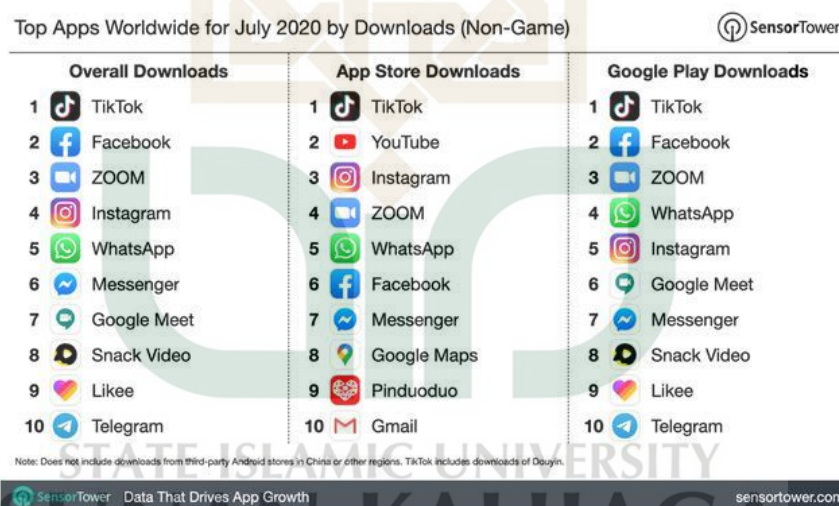 Top Apps Worldwide for July 2020 by Downloads (Non-Game)
SensorTower
Overall Downloads
1 TikTok
2 Facebook
3 ZOOM
4 Instagram
5 WhatsApp
6 Messenger
7 Google Meet
8 Snack Video
9 Likee
10 Telegram
App Store Downloads
1 TikTok
2 YouTube
3 Instagram
4 ZOOM
5 WhatsApp
6 Facebook
7 Messenger
8 Google Maps
9 Pinduoduo
10 Gmail
Google Play Downloads
1 TikTok
2 Facebook
3 ZOOM
4 WhatsApp
5 Instagram
6 Google Meet
7 Messenger
8 Snack Video
9 Likee
10 Telegram
Note: Does not include downloads from third-party Android stores in China or other regions. TikTok includes downloads of Douyin.
STATE ISLAMIC UNIVERSITY
SensorTower Data That Drives App Growth
sensortower.com